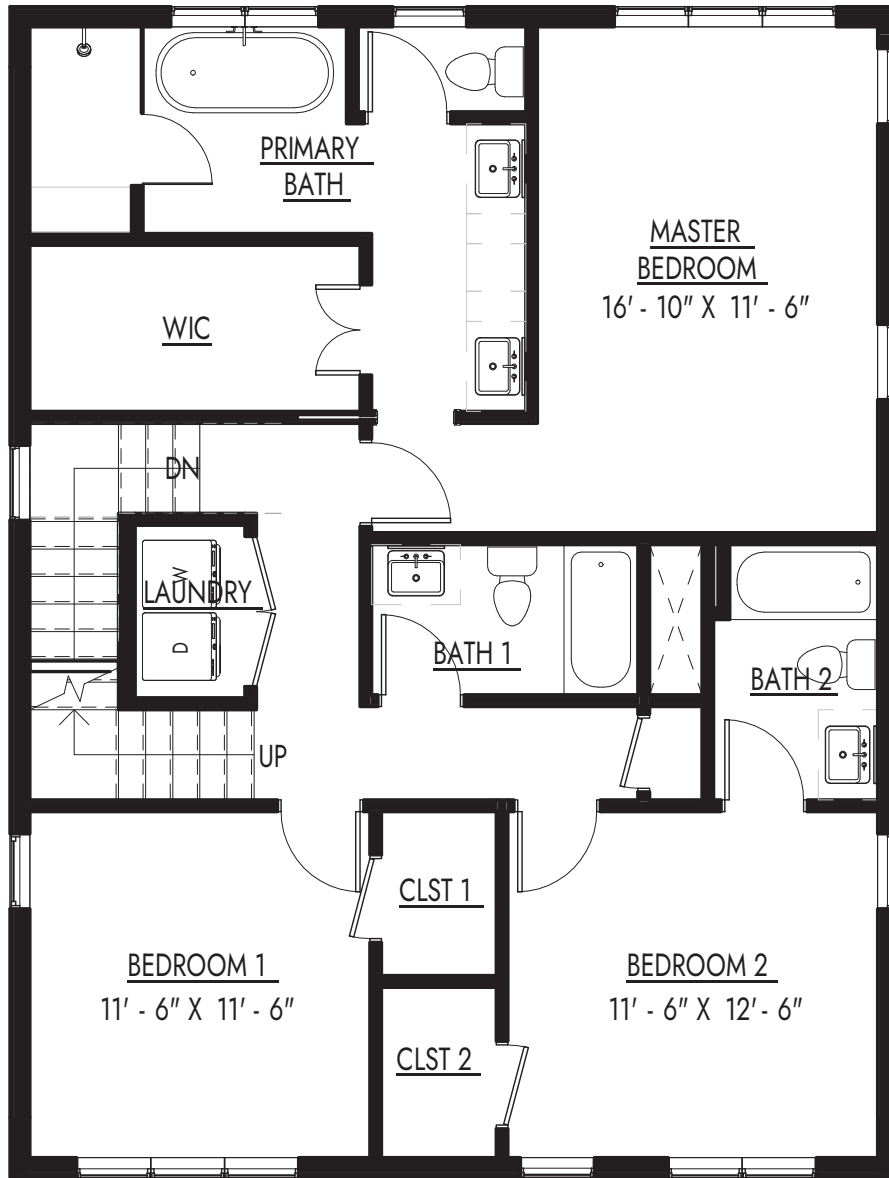 PRIMARY
BATH
MASTER
BEDROOM
16' - 10" X 11' - 6"
WIC
DN
W
LAUNDRY
D
BATH 1
BATH 2
UP
CLST 1
BEDROOM 1
11' - 6" X 11' - 6"
BEDROOM 2
11' - 6" X 12' - 6"
CLST 2